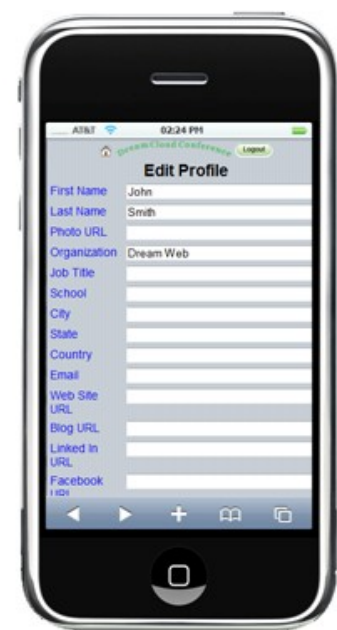 AT&T 02:24 PM
DreamCloud Conference Logout
Edit Profile
First Name John
Last Name Smith
Photo URL
Organization Dream Web
Job Title
School
City
State
Country
Email
Web Site
URL
Blog URL
Linked In
URL
Facebook
URL